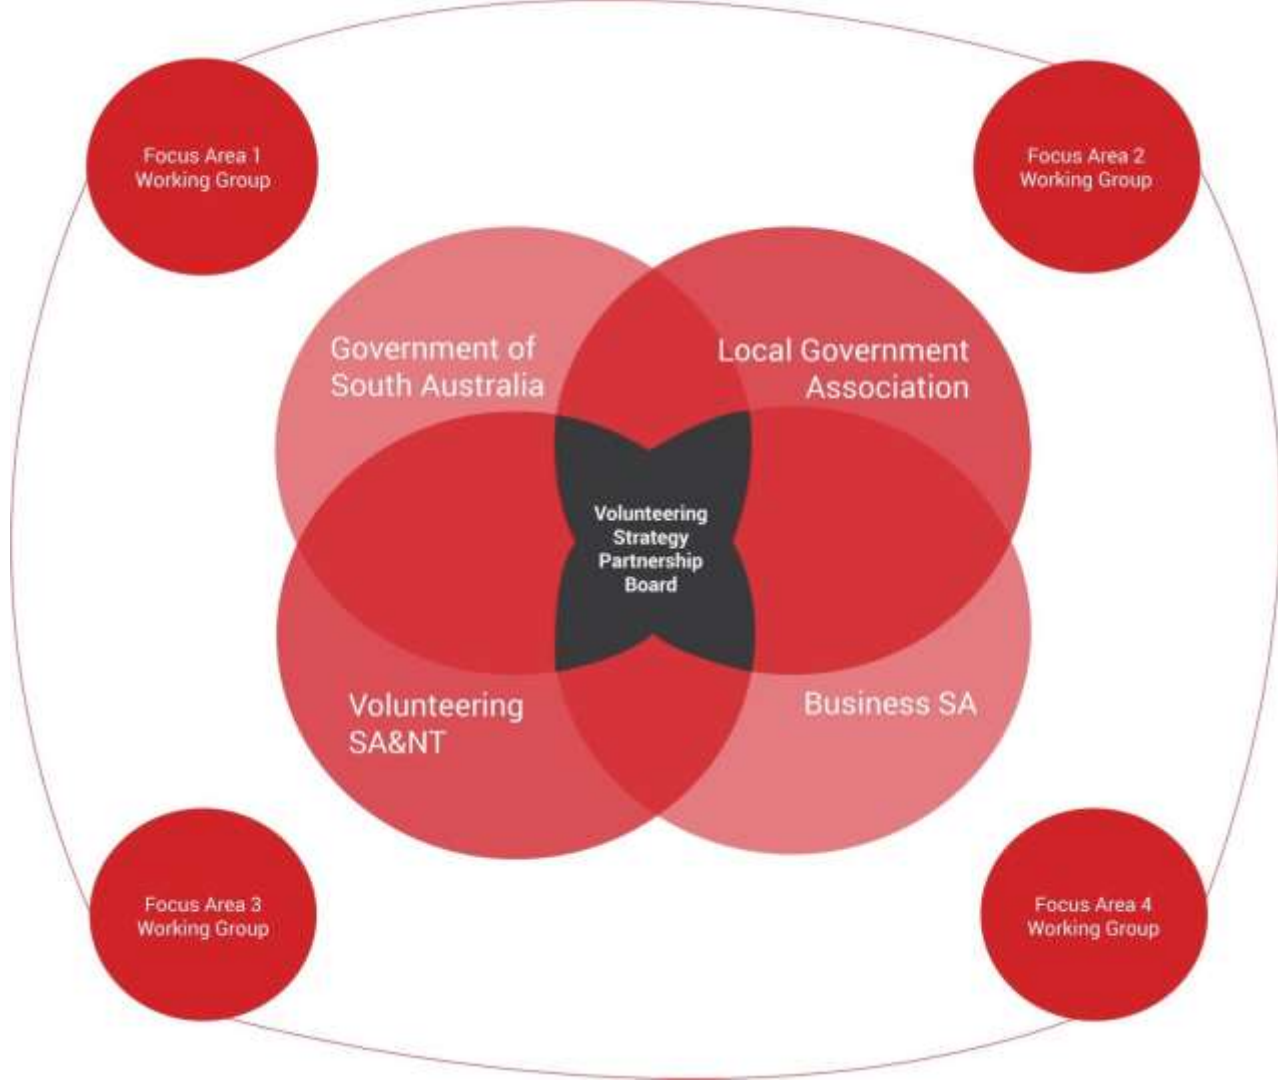 Focus Area 1
Working Group
Focus Area 2
Working Group
Government of
South Australia
Local Government
Association
Volunteering
Strategy
Partnership
Board
Volunteering
SA&NT
Business SA
Focus Area 3
Working Group
Focus Area 4
Working Group